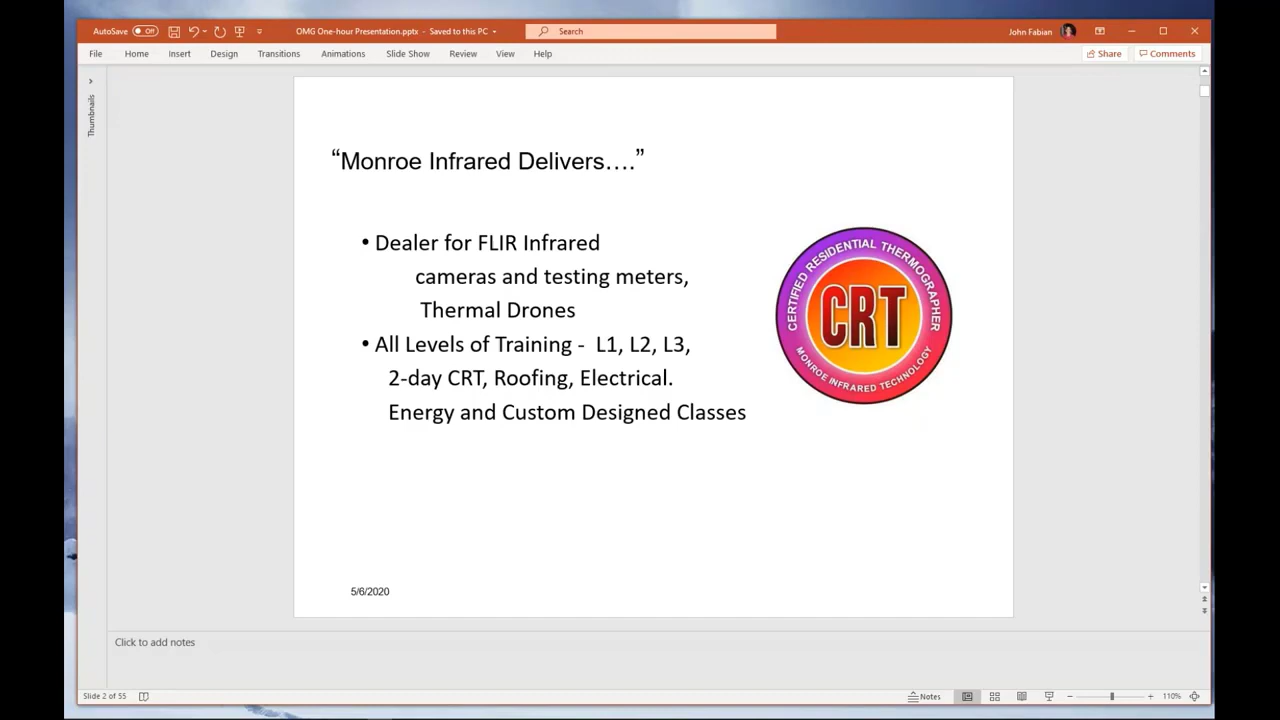 AutoSave Off OMG One-hour Presentation.pptx - Saved to this PC Search John Fabian
File Home Insert Design Transitions Animations Slide Show Review View Help Share Comments
Thumbnails
“Monroe Infrared Delivers….”
• Dealer for FLIR Infrared
cameras and testing meters,
Thermal Drones
• All Levels of Training - L1, L2, L3,
2-day CRT, Roofing, Electrical.
Energy and Custom Designed Classes
CERTIFIED RESIDENTIAL THERMOGRAPHER
CRT
MONROE INFRARED TECHNOLOGY
5/6/2020
Click to add notes
Slide 2 of 55 Notes 110%